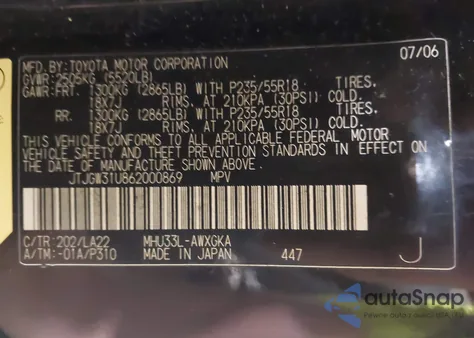 MFD.BY: TOYOTA MOTOR CORPORATION 07/06
GVWR: 2505KG (5520LB)
GAWR: FRT. 1300KG (2865LB) WITH P235/55R18 TIRES.
18X7J RIMS. AT 210KPA (30PSI) COLD.
RR. 1300KG (2865LB) WITH P235/55R18 TIRES.
18X7J RIMS. AT 210KPA (30PSI) COLD.
THIS VEHICLE CONFORMS TO ALL APPLICABLE FEDERAL MOTOR
VEHICLE SAFETY AND THEFT PREVENTION STANDARDS IN EFFECT ON
THE DATE OF MANUFACTURE SHOWN ABOVE.
JTJGW31U862000869 MPV
C/TR: 202/LA22 MHU33L-AWXGKA
A/TM: -01A/P310 MADE IN JAPAN 447 J
autoSnap